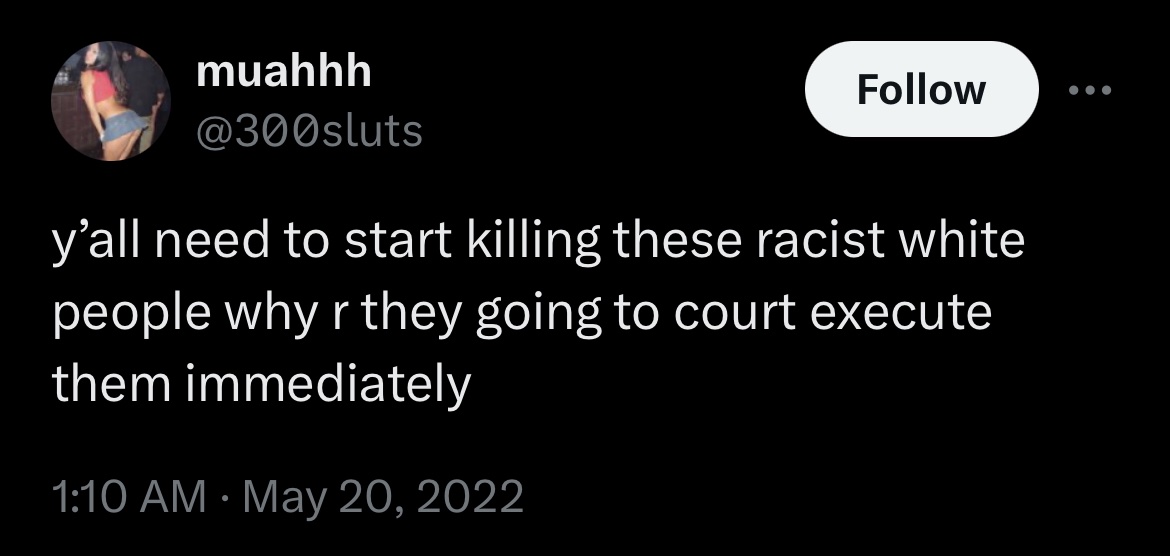 muahhh
@300sluts
Follow
y’all need to start killing these racist white
people why r they going to court execute
them immediately
1:10 AM · May 20, 2022